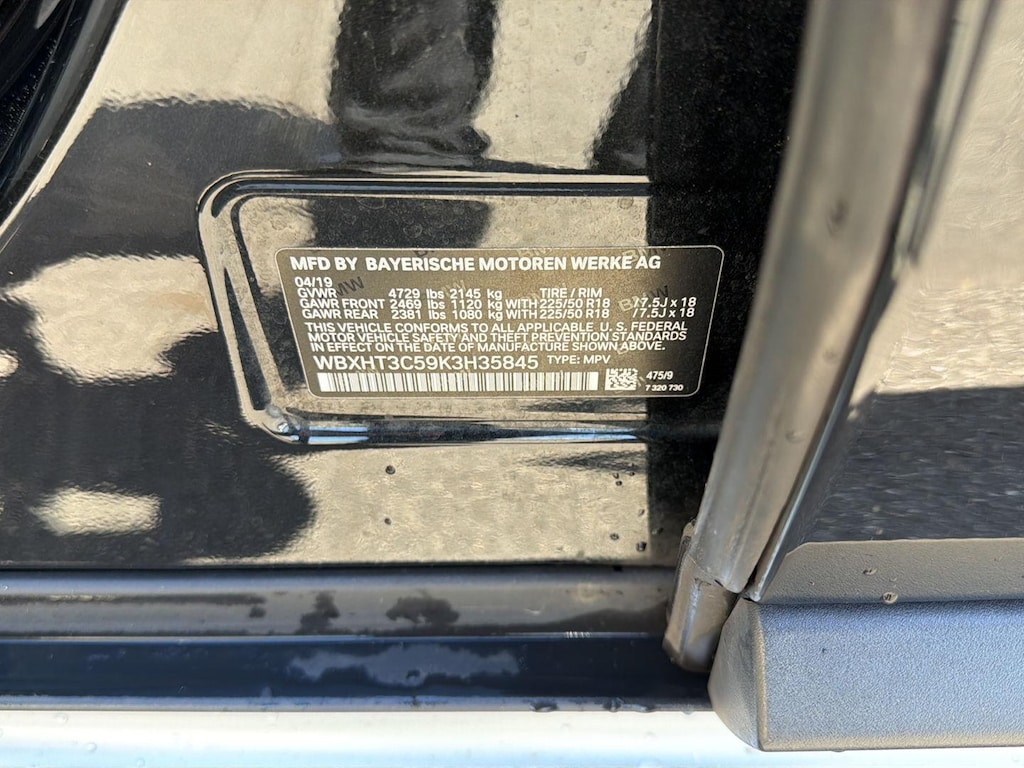 MFD BY BAYERISCHE MOTOREN WERKE AG
04/19
GVWR 4729 lbs 2145 kg TIRE / RIM
GAWR FRONT 2469 lbs 1120 kg WITH 225/50 R18 /7.5J x 18
GAWR REAR 2381 lbs 1080 kg WITH 225/50 R18 /7.5J x 18
THIS VEHICLE CONFORMS TO ALL APPLICABLE U. S. FEDERAL
MOTOR VEHICLE SAFETY AND THEFT PREVENTION STANDARDS
IN EFFECT ON THE DATE OF MANUFACTURE SHOWN ABOVE.
WBXHT3C59K3H35845 TYPE: MPV
475/9
7 320 730